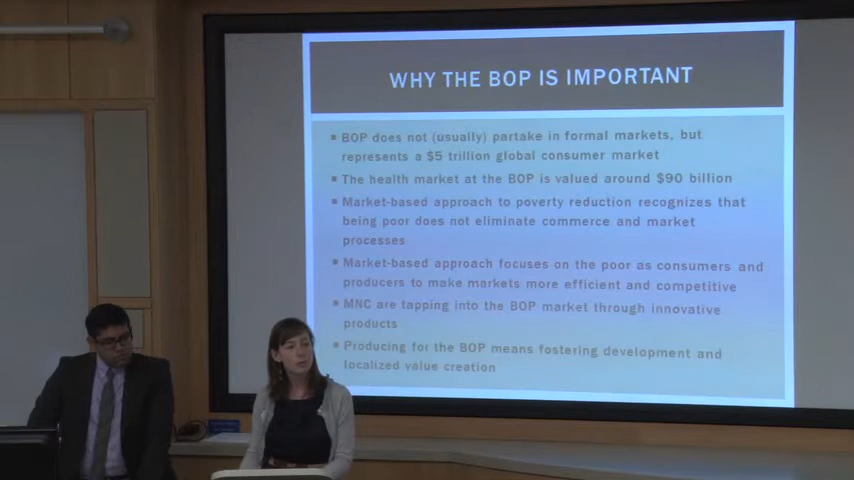 WHY THE BOP IS IMPORTANT
▪ BOP does not (usually) partake in formal markets, but
represents a $5 trillion global consumer market
▪ The health market at the BOP is valued around $90 billion
▪ Market-based approach to poverty reduction recognizes that
being poor does not eliminate commerce and market
processes
▪ Market-based approach focuses on the poor as consumers and
producers to make markets more efficient and competitive
▪ MNC are tapping into the BOP market through innovative
products
▪ Producing for the BOP means fostering development and
localized value creation